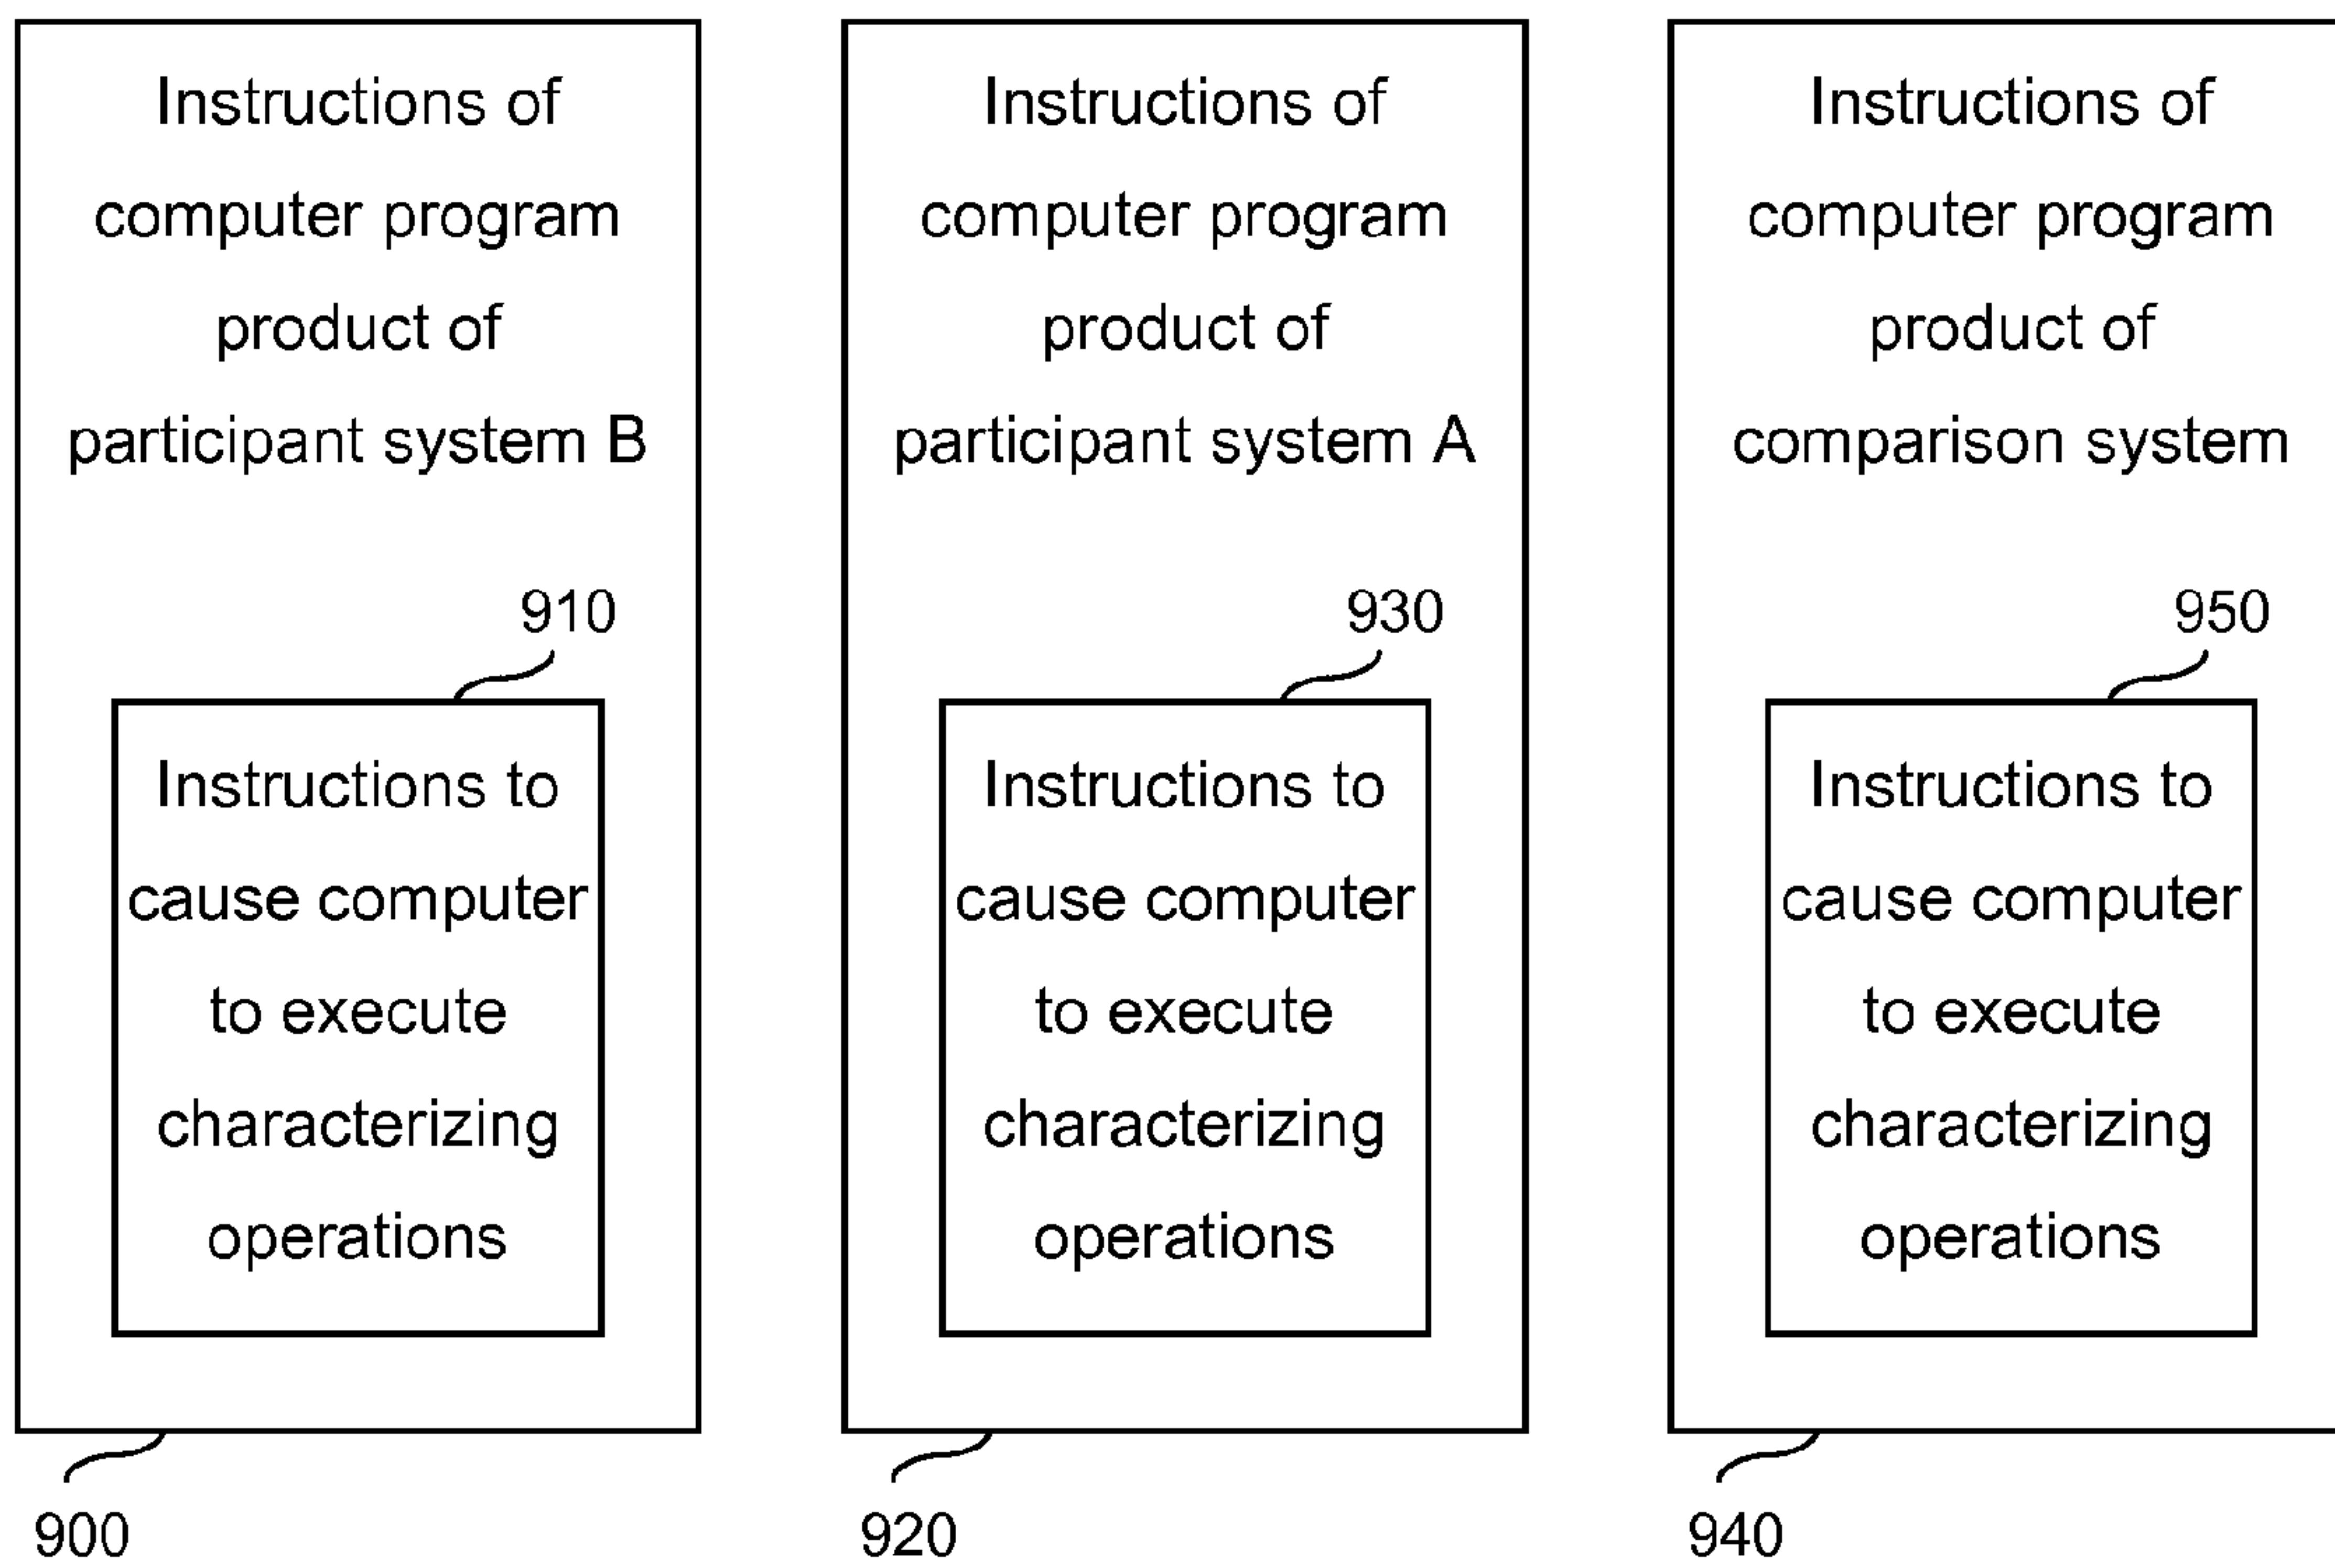 Instructions of
computer program
product of
participant system B
910
Instructions to
cause computer
to execute
characterizing
operations
900
Instructions of
computer program
product of
participant system A
930
Instructions to
cause computer
to execute
characterizing
operations
920
Instructions of
computer program
product of
comparison system
950
Instructions to
cause computer
to execute
characterizing
operations
940